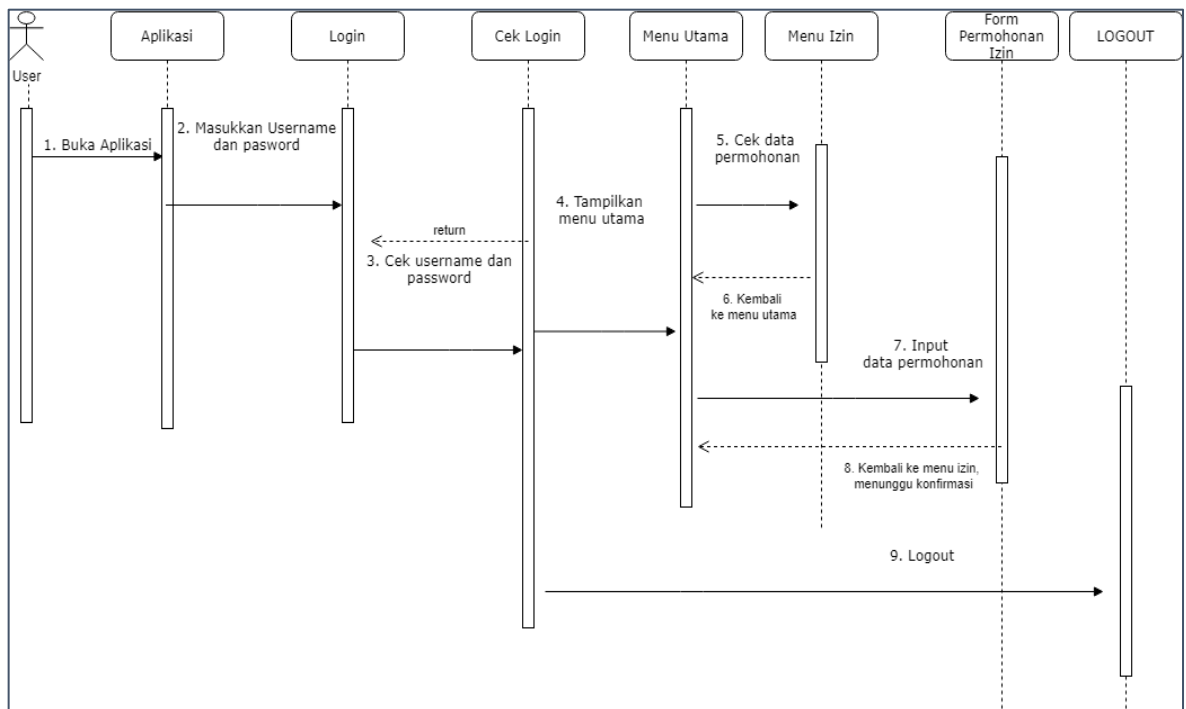 User
Aplikasi
Login
Cek Login
Menu Utama
Menu Izin
Form
Permohonan
Izin
LOGOUT
1. Buka Aplikasi
2. Masukkan Username
dan pasword
return
3. Cek username dan
password
4. Tampilkan
menu utama
5. Cek data
permohonan
6. Kembali
ke menu utama
7. Input
data permohonan
8. Kembali ke menu izin,
menunggu konfirmasi
9. Logout